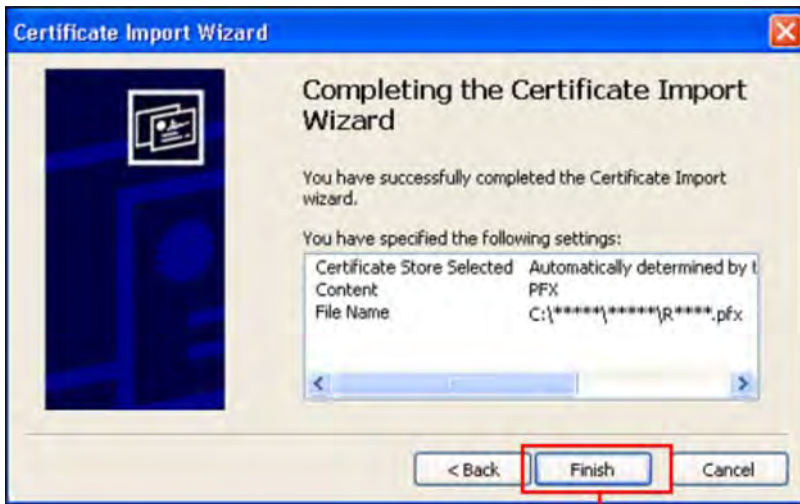 Certificate Import Wizard
Completing the Certificate Import
Wizard
You have successfully completed the Certificate Import
wizard.
You have specified the following settings:
Certificate Store Selected Automatically determined by t
Content PFX
File Name C:\*****\*****\R****.pfx
< Back Finish Cancel